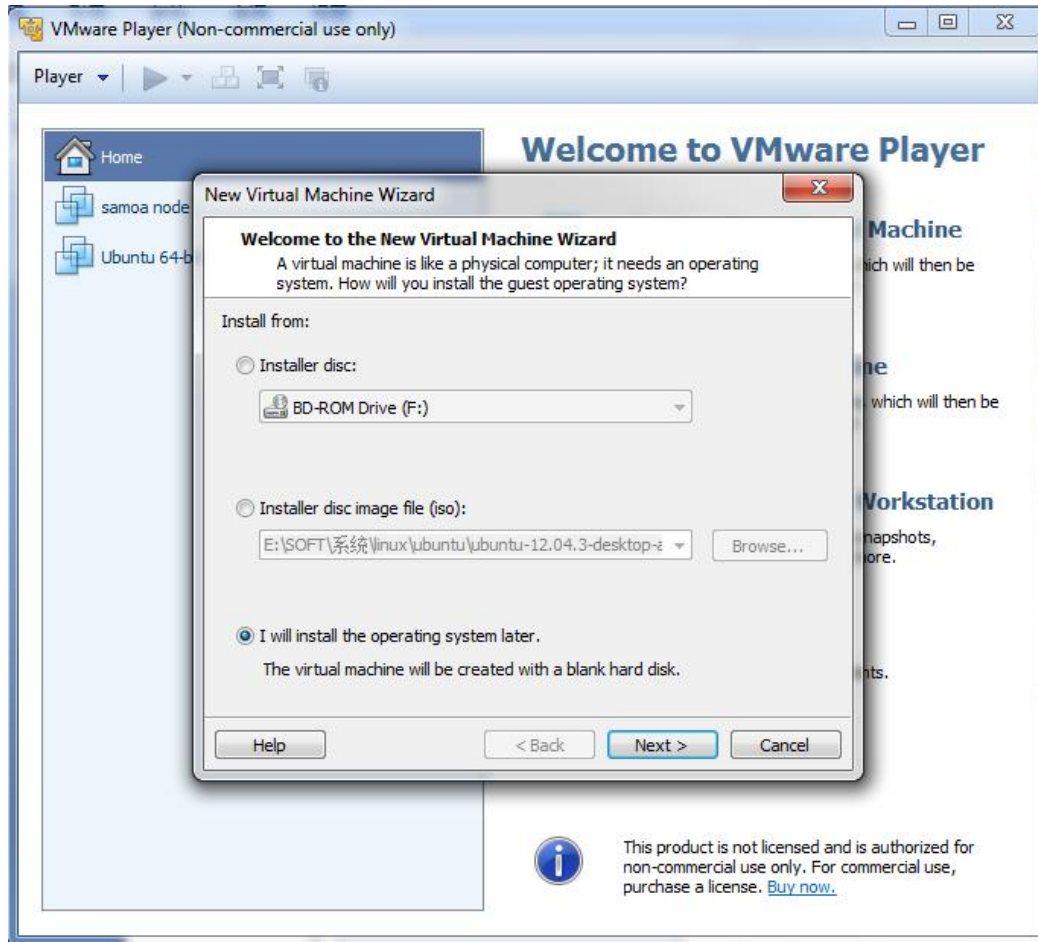 VMware Player (Non-commercial use only)
Player
Home
samoa node
Ubuntu 64-b
Welcome to VMware Player
Machine
which will then be
ne
which will then be
Workstation
napshots,
ore.
nts.
New Virtual Machine Wizard
Welcome to the New Virtual Machine Wizard
A virtual machine is like a physical computer; it needs an operating
system. How will you install the guest operating system?
Install from:
Installer disc:
BD-ROM Drive (F:)
Installer disc image file (iso):
E:\SOFT\系统\linux\ubuntu\ubuntu-12.04.3-desktop-a
Browse...
I will install the operating system later.
The virtual machine will be created with a blank hard disk.
Help
< Back
Next >
Cancel
This product is not licensed and is authorized for
non-commercial use only. For commercial use,
purchase a license. Buy now.